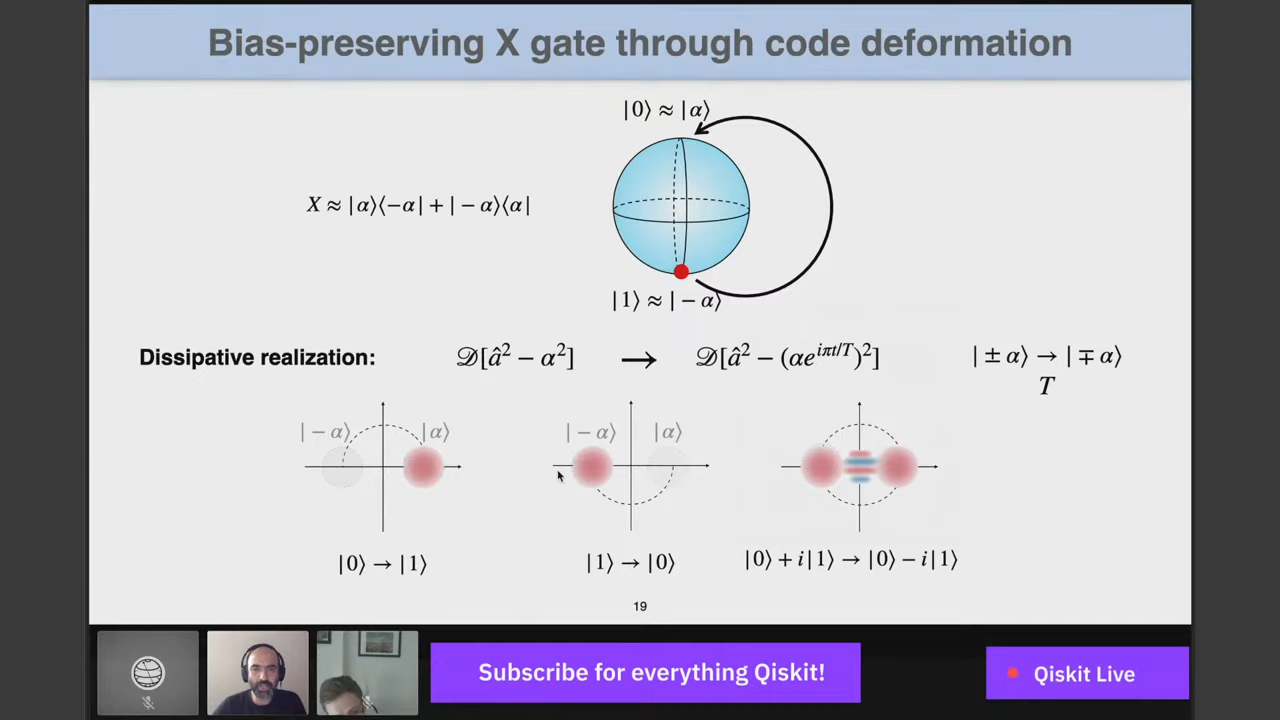 Bias-preserving X gate through code deformation
|0⟩ ≈ |α⟩
X ≈ |α⟩⟨−α| + |−α⟩⟨α|
|1⟩ ≈ |−α⟩
Dissipative realization: 𝒟[â² − α²] → 𝒟[â² − (αe^{iπt/T})²] |±α⟩ → |∓α⟩
T
|−α⟩ |α⟩ |−α⟩ |α⟩
|0⟩ → |1⟩ |1⟩ → |0⟩ |0⟩ + i|1⟩ → |0⟩ − i|1⟩
19
Subscribe for everything Qiskit!
Qiskit Live